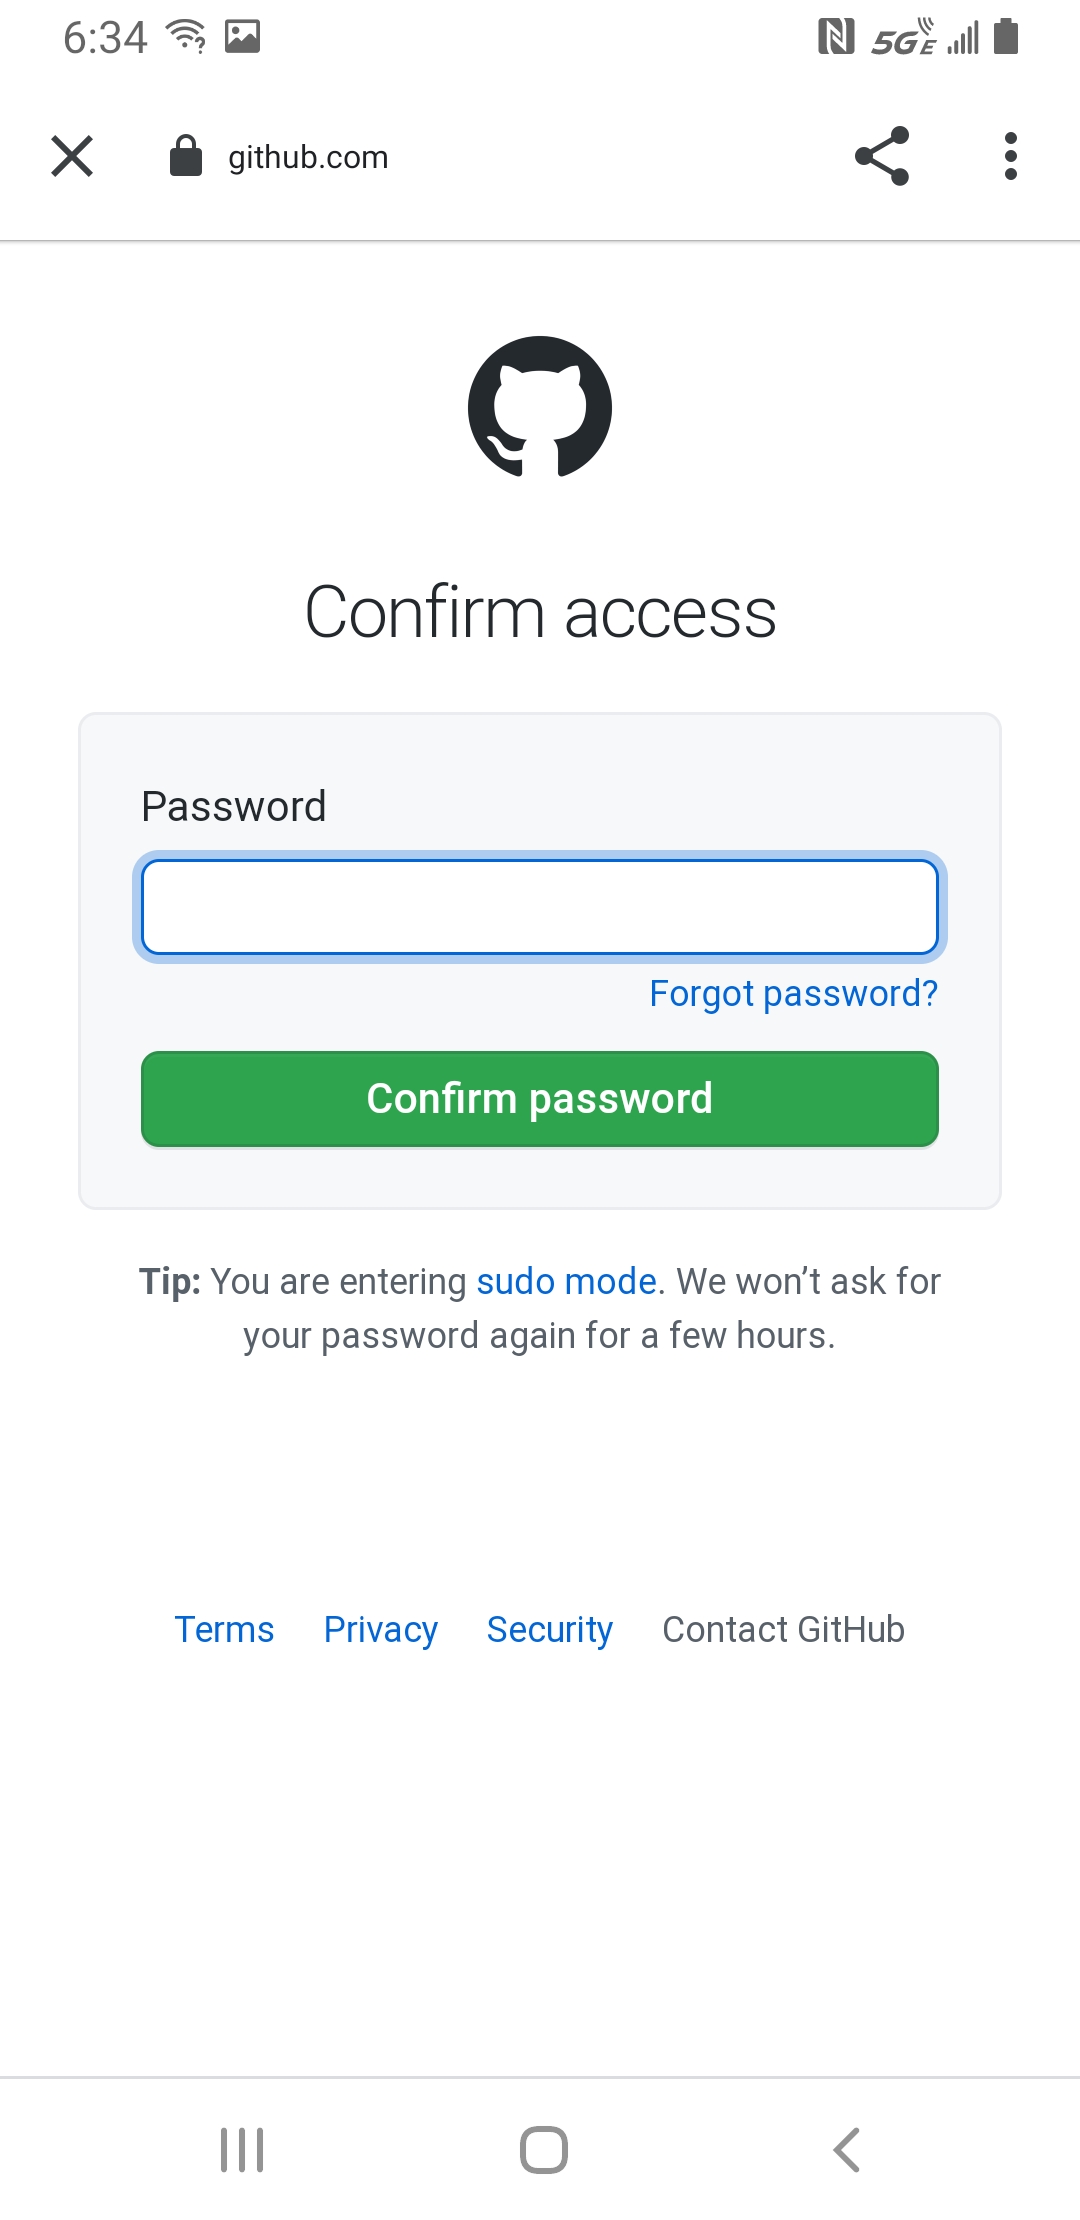 6:34
5GE
github.com
Confirm access
Password
Forgot password?
Confirm password
Tip: You are entering sudo mode. We won’t ask for
your password again for a few hours.
Terms Privacy Security Contact GitHub